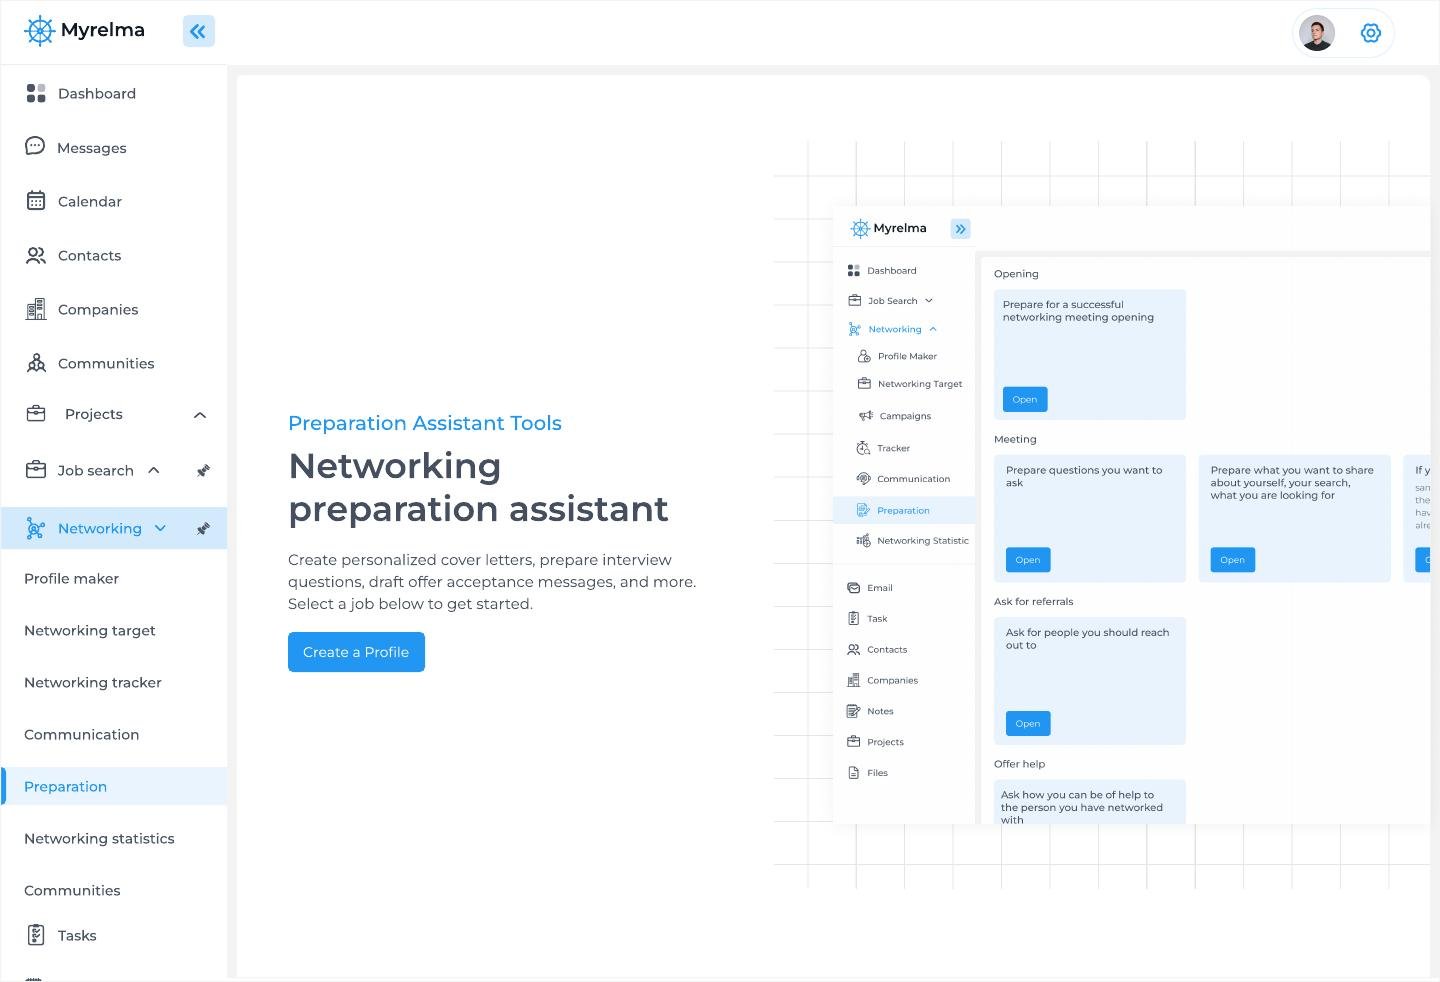 Myrelma
Dashboard
Messages
Calendar
Contacts
Companies
Communities
Projects
Job search
Networking
Profile maker
Networking target
Networking tracker
Communication
Preparation
Networking statistics
Communities
Tasks
Preparation Assistant Tools
Networking
preparation assistant
Create personalized cover letters, prepare interview
questions, draft offer acceptance messages, and more.
Select a job below to get started.
Create a Profile
Myrelma
Dashboard
Job Search
Networking
Profile Maker
Networking Target
Campaigns
Tracker
Communication
Preparation
Networking Statistic
Email
Task
Contacts
Companies
Notes
Projects
Files
Opening
Prepare for a successful
networking meeting opening
Open
Meeting
Prepare questions you want to
ask
Open
Prepare what you want to share
about yourself, your search,
what you are looking for
Open
If y
sam
the
hav
alre
Ask for referrals
Ask for people you should reach
out to
Open
Offer help
Ask how you can be of help to
the person you have networked
with